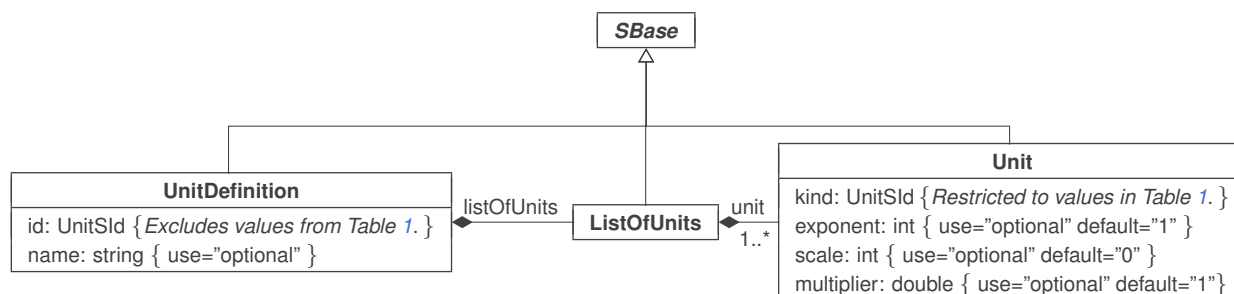 SBase
UnitDefinition
id: UnitSId { Excludes values from Table 1. }
name: string { use="optional" }
listOfUnits
ListOfUnits
unit
1..*
Unit
kind: UnitSId { Restricted to values in Table 1. }
exponent: int { use="optional" default="1" }
scale: int { use="optional" default="0" }
multiplier: double { use="optional" default="1"}